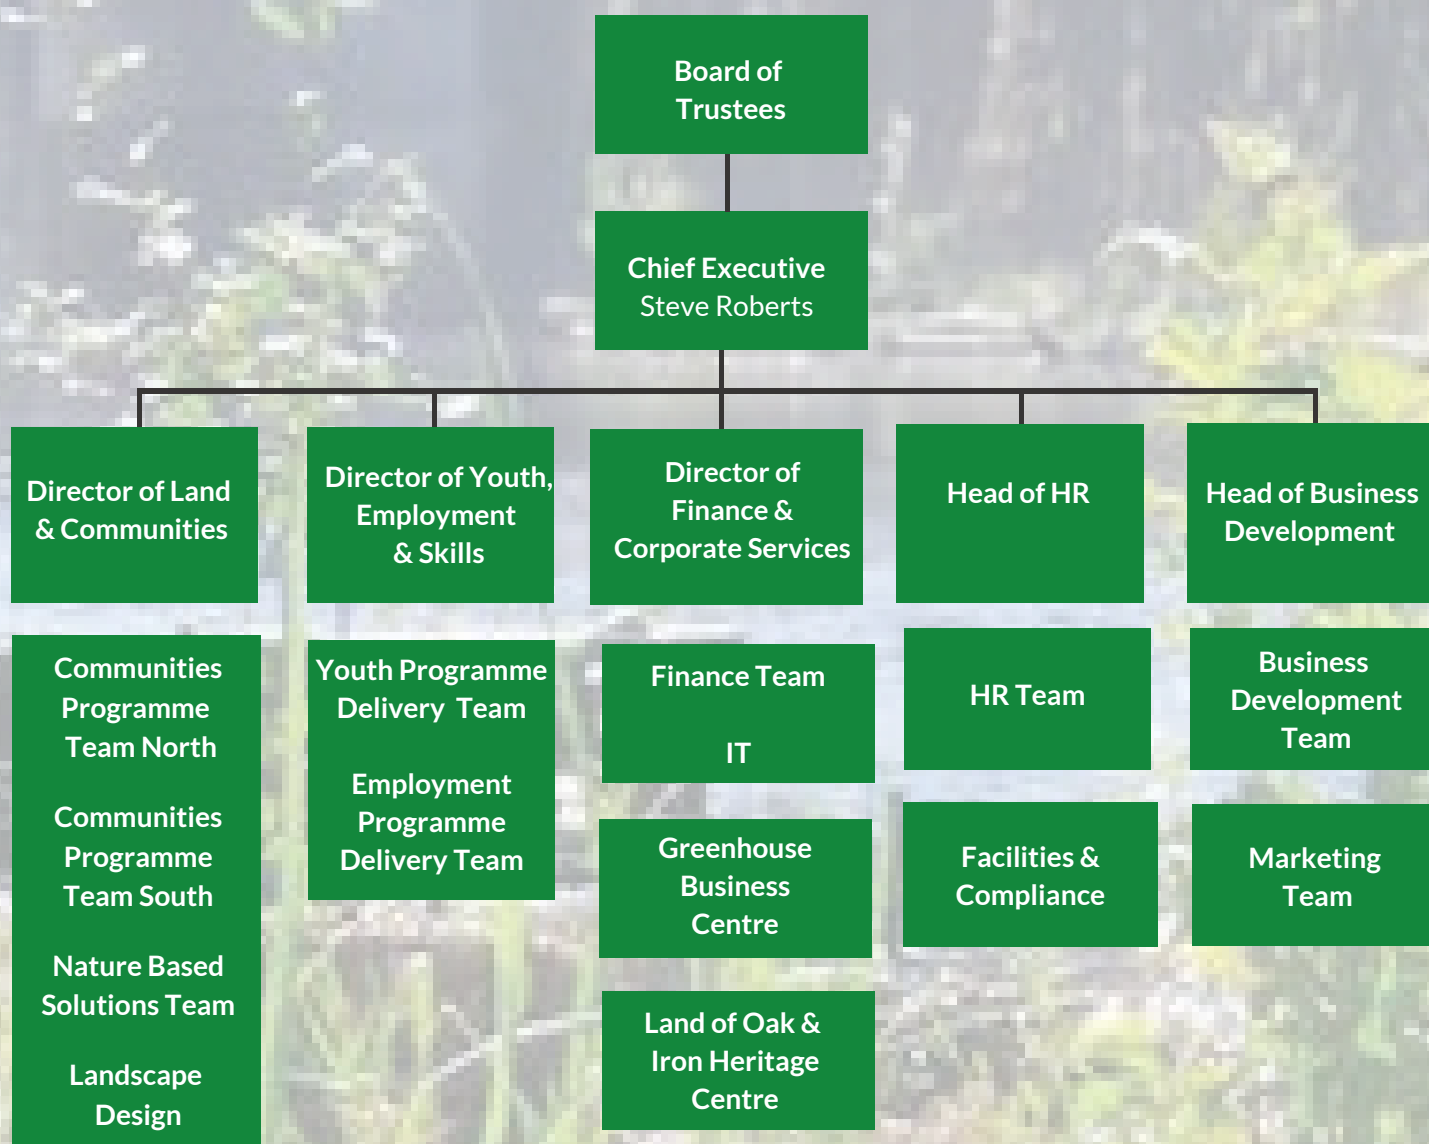 Board of
Trustees
Chief Executive
Steve Roberts
Director of Land
& Communities
Director of Youth,
Employment
& Skills
Director of
Finance &
Corporate Services
Head of HR
Head of Business
Development
Communities
Programme
Team North
Communities
Programme
Team South
Nature Based
Solutions Team
Landscape
Design
Youth Programme
Delivery Team
Employment
Programme
Delivery Team
Finance Team
IT
Greenhouse
Business
Centre
Land of Oak &
Iron Heritage
Centre
HR Team
Facilities &
Compliance
Business
Development
Team
Marketing
Team